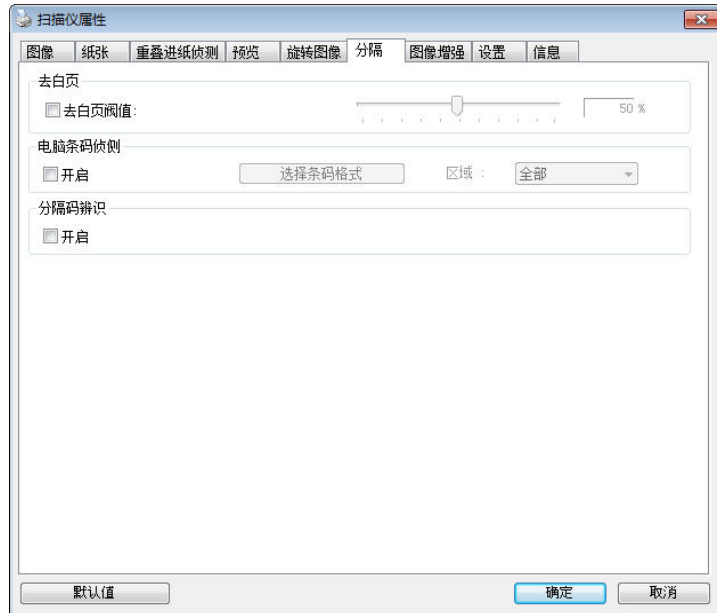 扫描仪属性
图像 纸张 重叠进纸侦测 预览 旋转图像 分隔 图像增强 设置 信息
去白页
去白页阀值: 50 %
电脑条码侦侧
开启 选择条码格式 区域 : 全部
分隔码辨识
开启
默认值 确定 取消